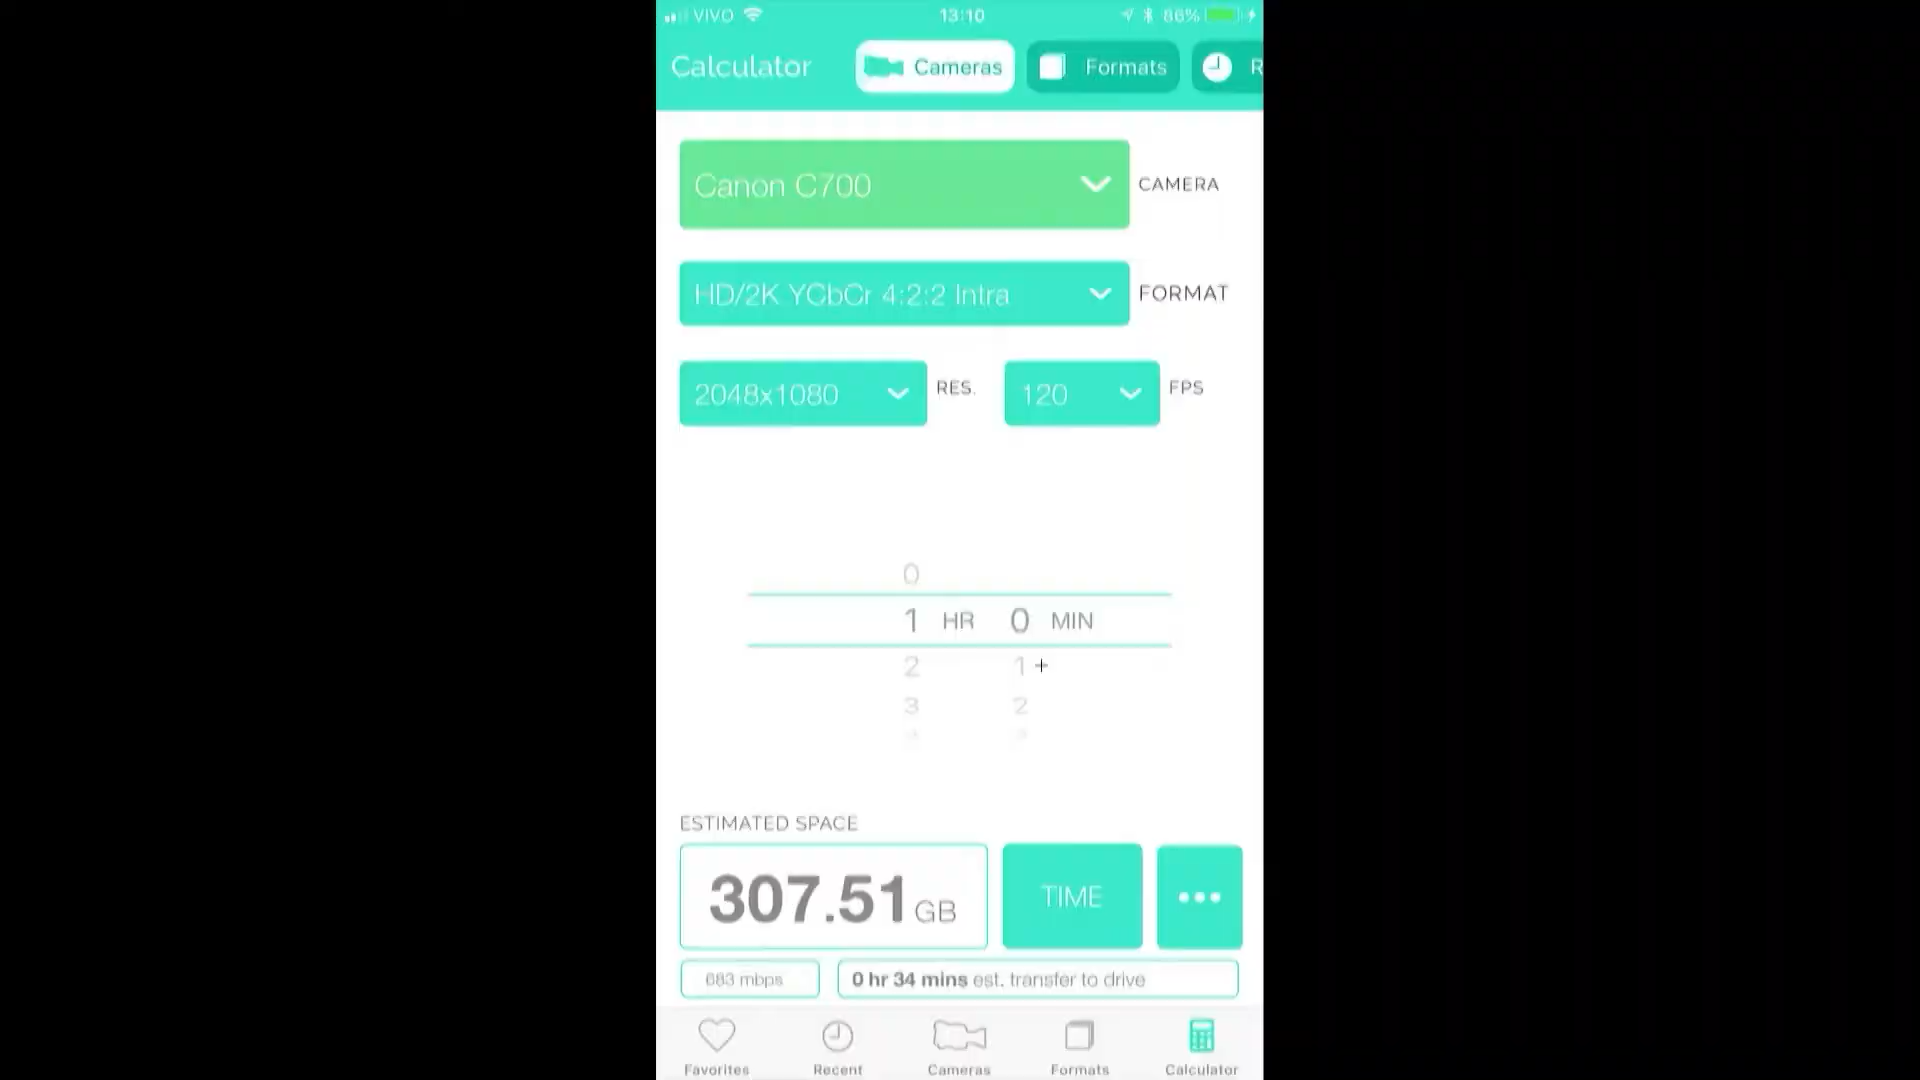 VIVO 13:10 86%
Calculator Cameras Formats R
Canon C700 CAMERA
HD/2K YCbCr 4:2:2 Intra FORMAT
2048x1080 RES. 120 FPS
0
1 HR 0 MIN
2 1
3 2
ESTIMATED SPACE
307.51 GB TIME
683 mbps 0 hr 34 mins est. transfer to drive
Favorites Recent Cameras Formats Calculator